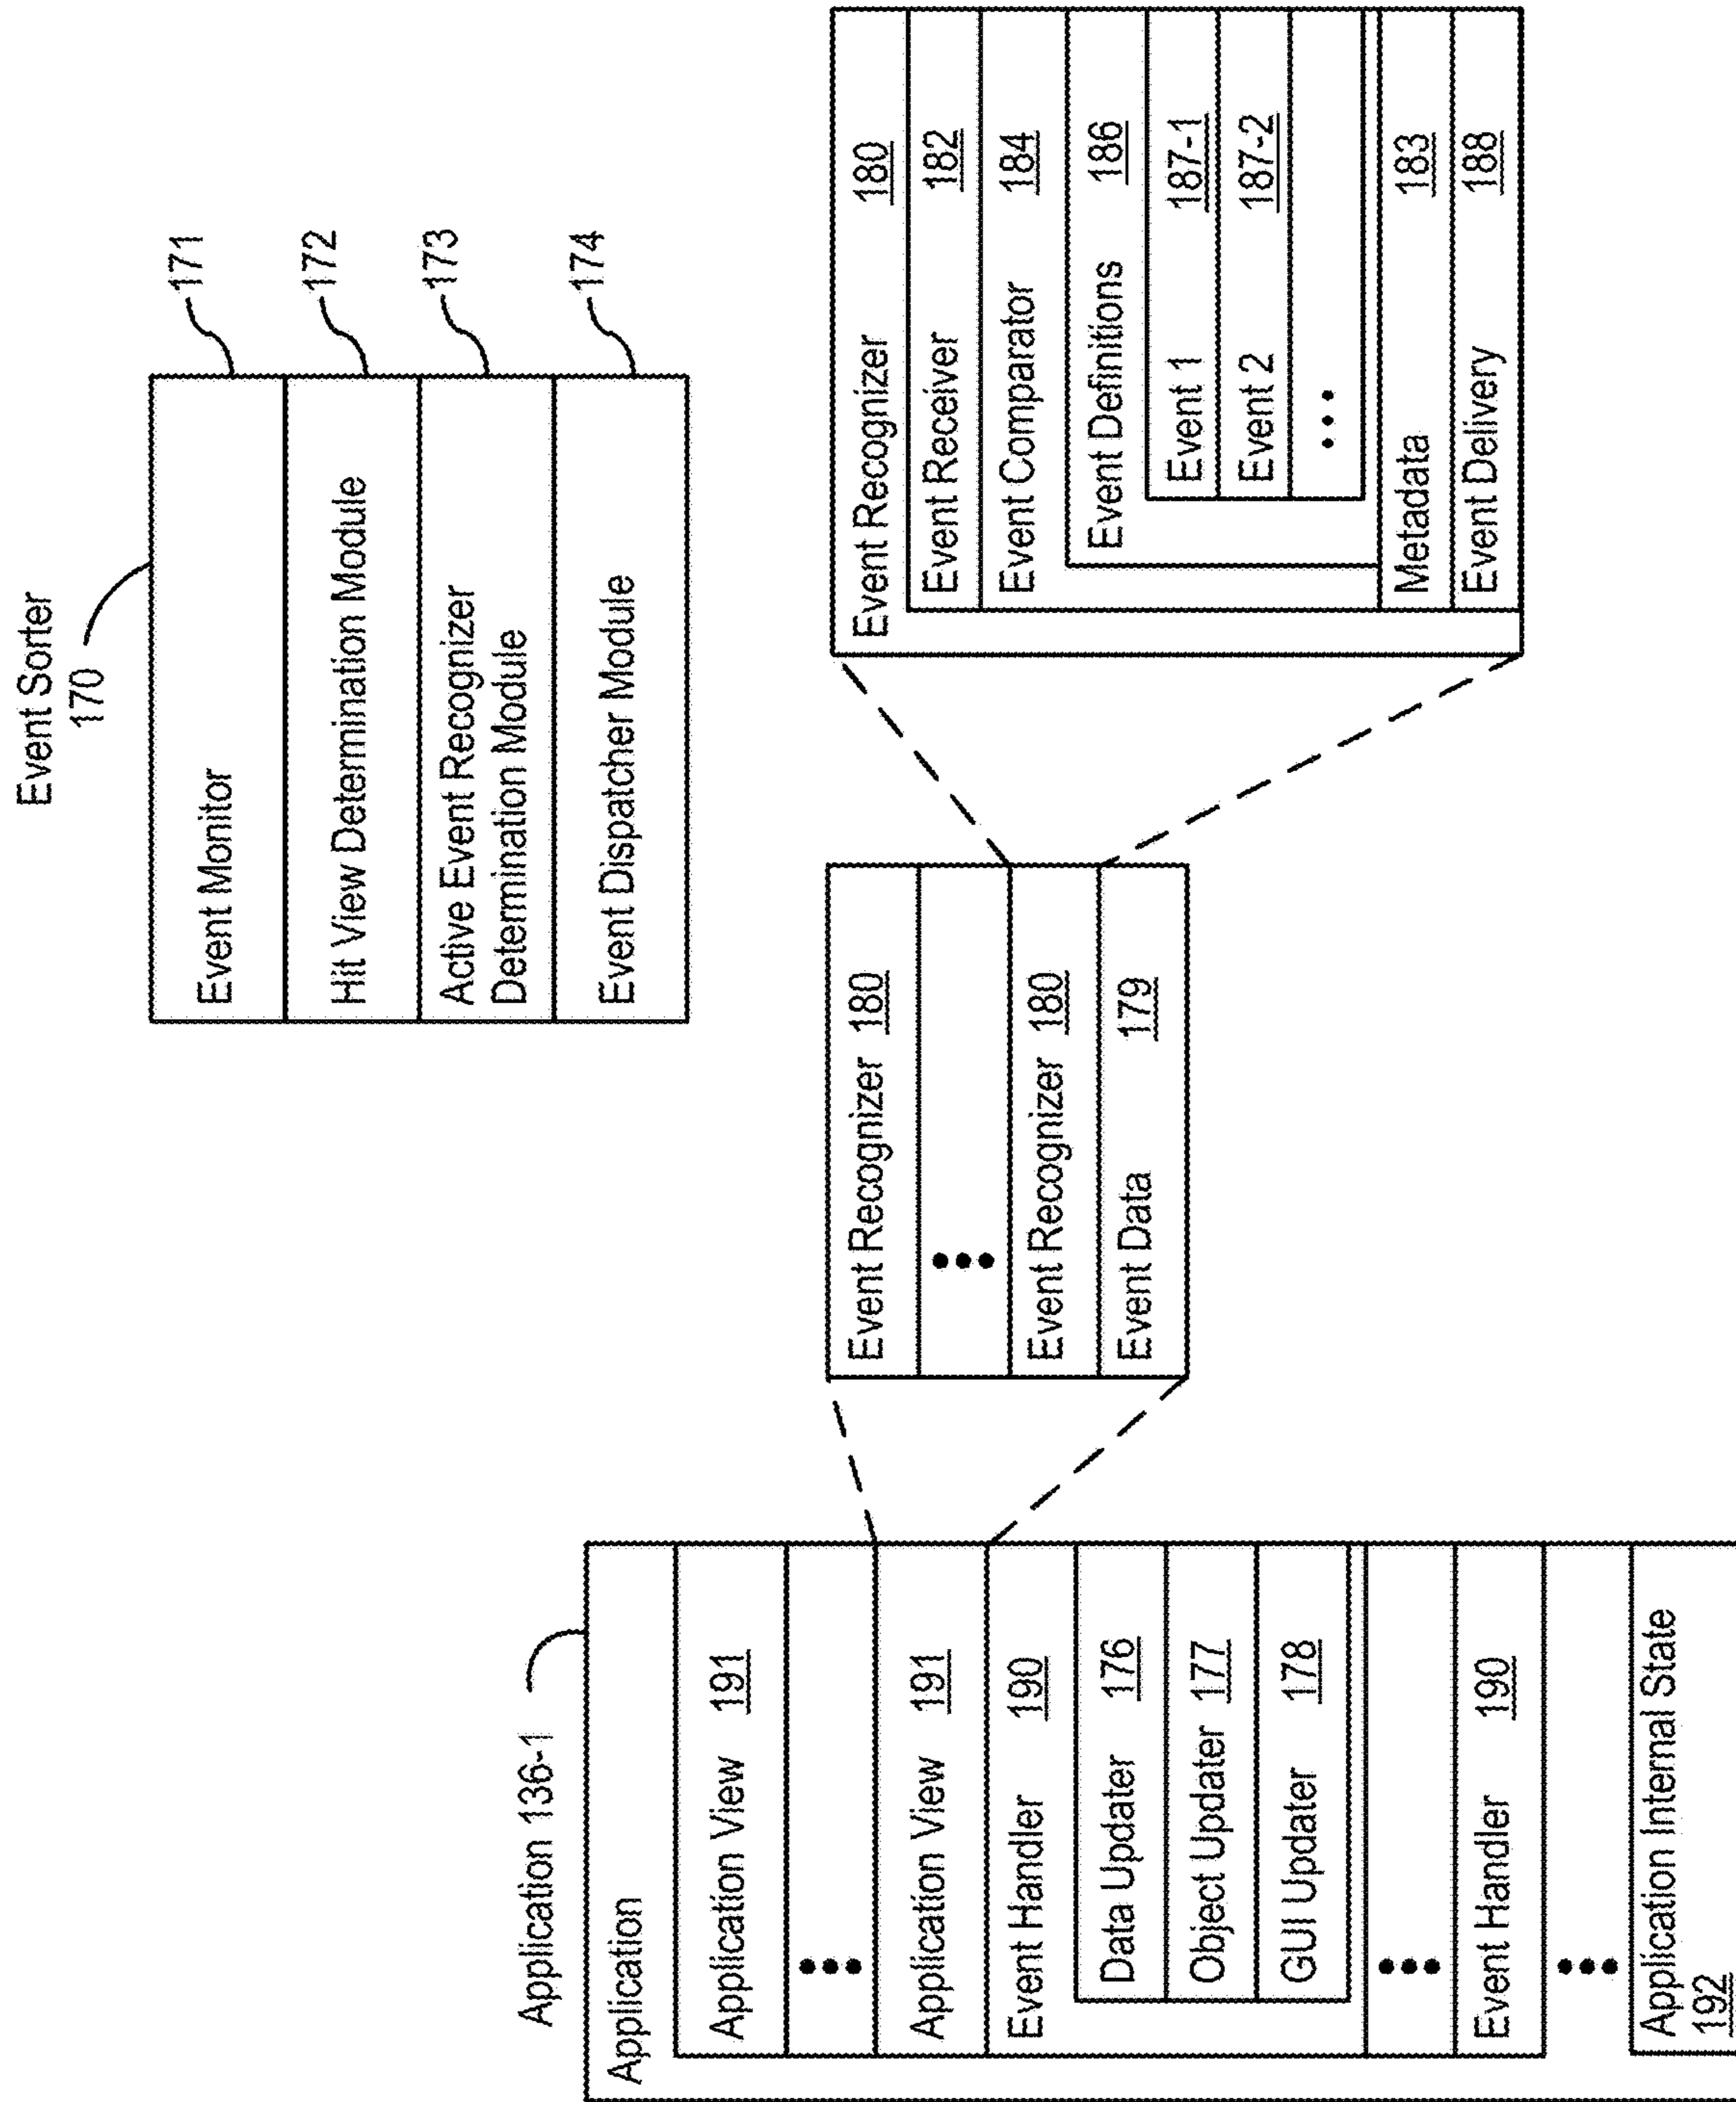 Event Sorter
170
Event Monitor
171
Hit View Determination Module
172
Active Event Recognizer
Determination Module
173
Event Dispatcher Module
174
Application 136-1
Application
Application View 191
•••
Application View 191
Event Handler 190
Data Updater 176
Object Updater 177
GUI Updater 178
•••
Event Handler 190
•••
Application Internal State
192
Event Recognizer 180
•••
Event Recognizer 180
Event Data 179
Event Recognizer 180
Event Receiver 182
Event Comparator 184
Event Definitions 186
Event 1 187-1
Event 2 187-2
•••
Metadata 183
Event Delivery 188